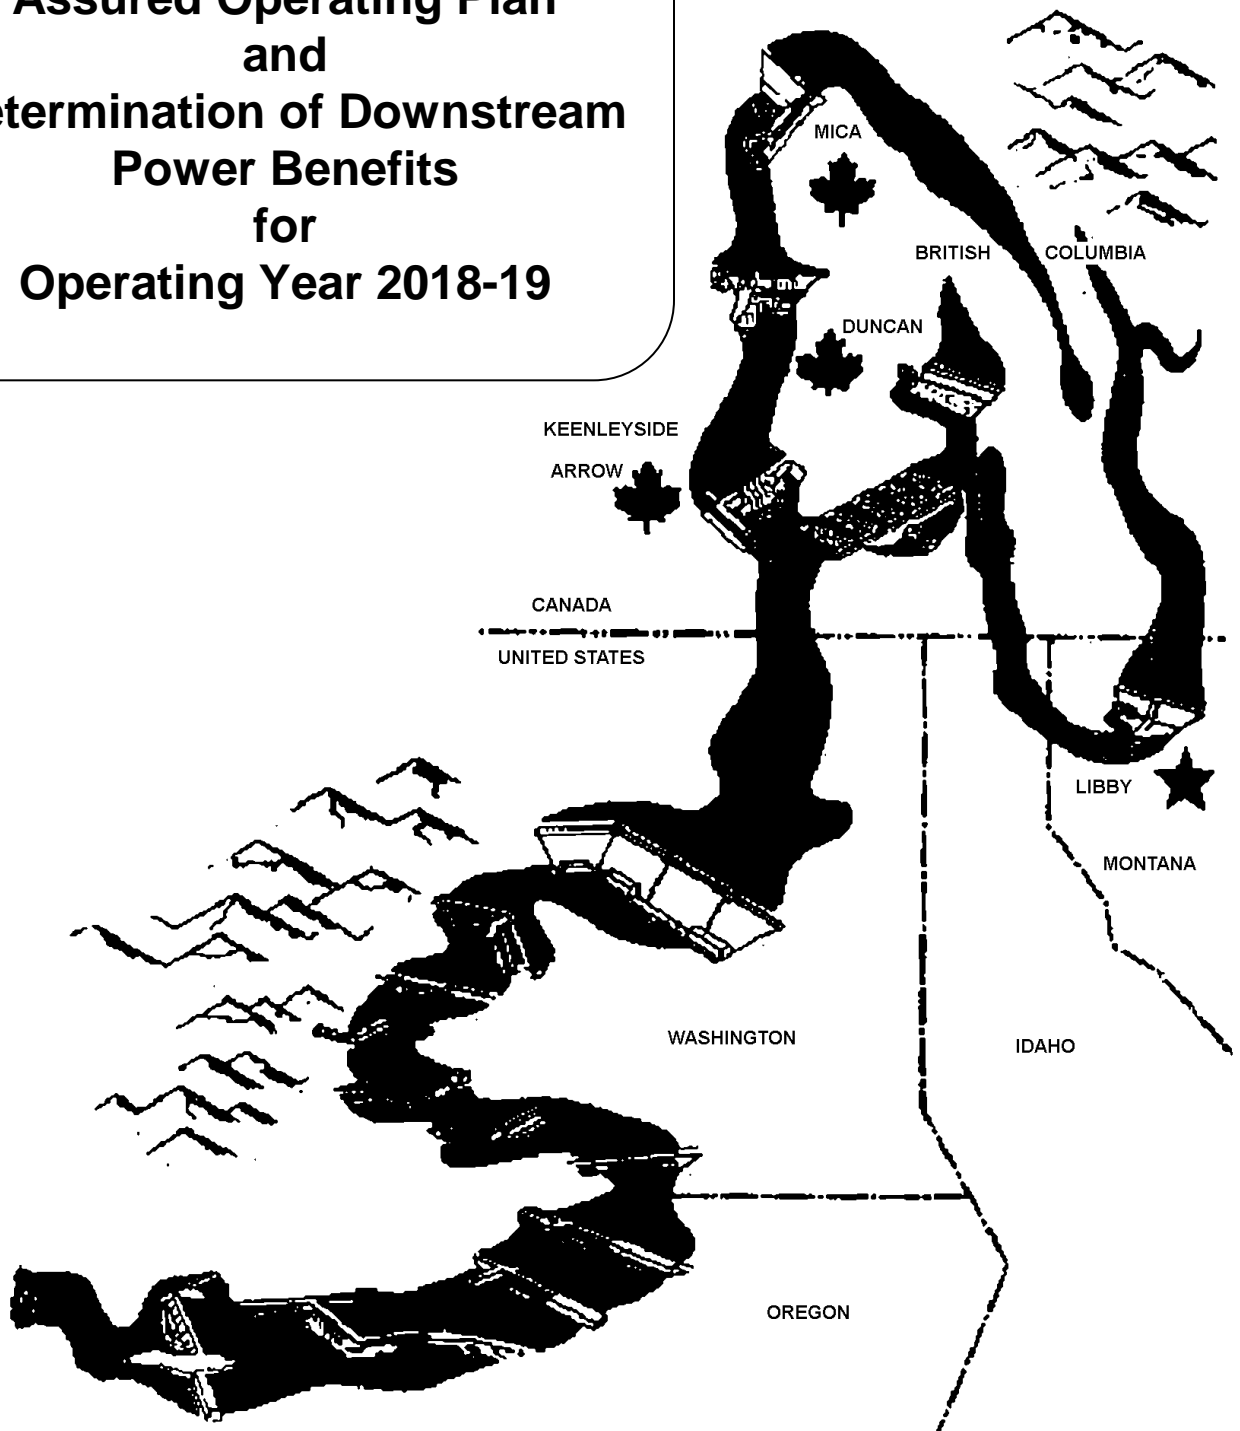 Assured Operating Plan
and
etermination of Downstream
Power Benefits
for
Operating Year 2018-19
MICA
BRITISH COLUMBIA
DUNCAN
KEENLEYSIDE
ARROW
CANADA
UNITED STATES
LIBBY
MONTANA
WASHINGTON
IDAHO
OREGON